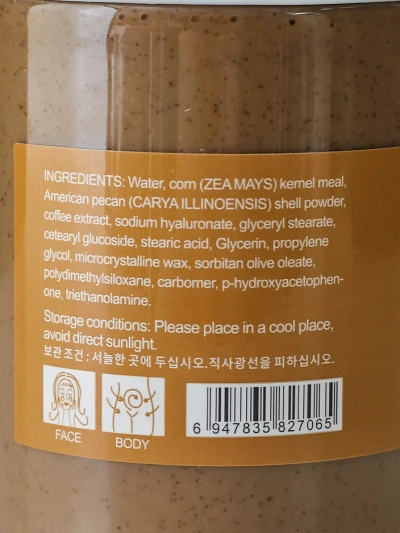 INGREDIENTS: Water, corn (ZEA MAYS) kernel meal,
American pecan (CARYA ILLINOENSIS) shell powder,
coffee extract, sodium hyaluronate, glyceryl stearate,
cetearyl glucoside, stearic acid, Glycerin, propylene
glycol, microcrystalline wax, sorbitan olive oleate,
polydimethylsiloxane, carbomer, p-hydroxyacetophen-
one, triethanolamine.
Storage conditions: Please place in a cool place,
avoid direct sunlight.
보관 조건 : 서늘한 곳에 두십시오.직사광선을 피하십시오.
FACE
BODY
6 947835 827065